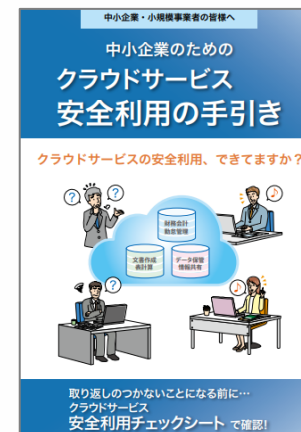 中小企業・小規模事業者の皆様へ
中小企業のための
クラウドサービス
安全利用の手引き
クラウドサービスの安全利用、できてますか?
?
?
♪
財務会計
勤怠管理
文書作成
表計算
データ保管
情報共有
?
♪
取り返しのつかないことになる前に…
クラウドサービス
安全利用チェックシート で確認!